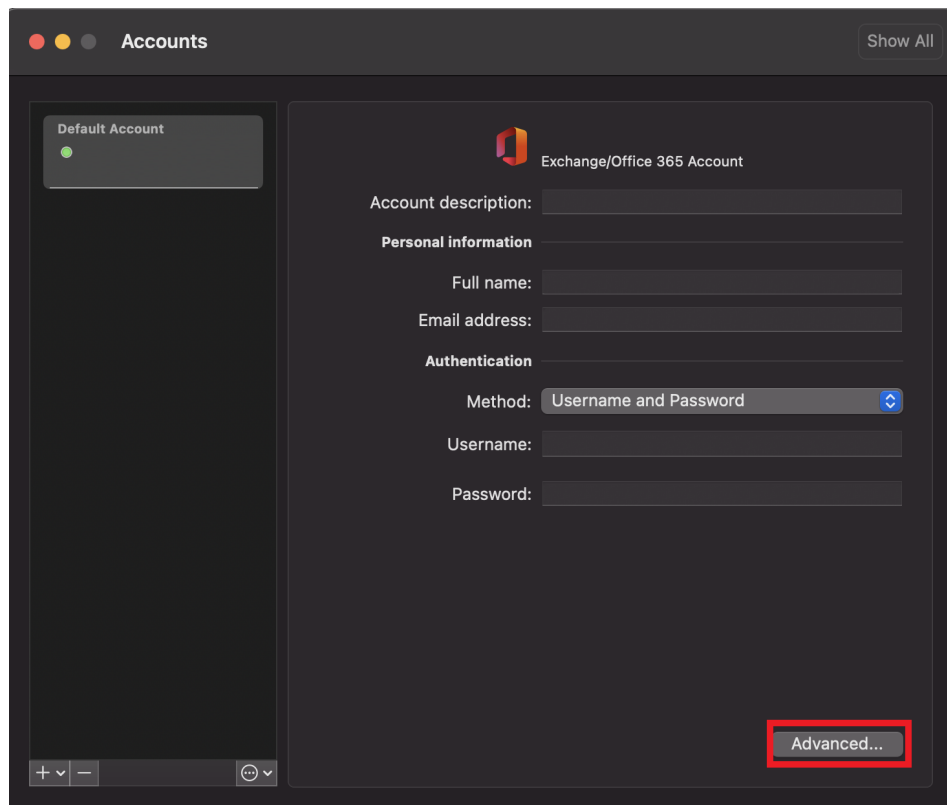 Accounts
Show All
Default Account
Exchange/Office 365 Account
Account description:
Personal information
Full name:
Email address:
Authentication
Method: Username and Password
Username:
Password:
Advanced...